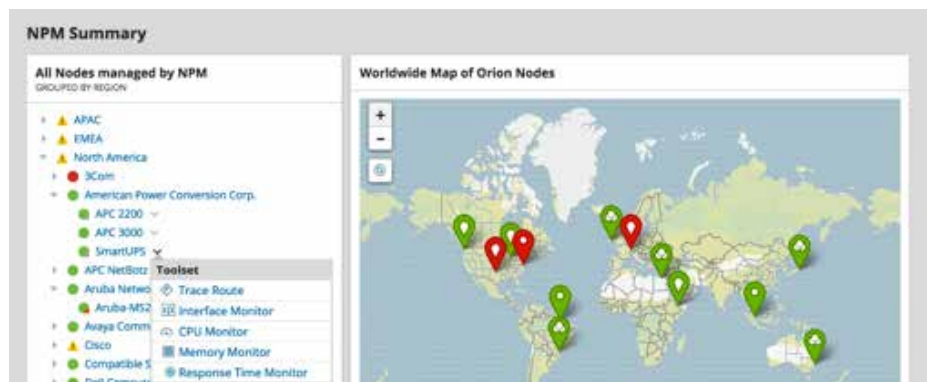 NPM Summary
All Nodes managed by NPM
GROUPED BY REGION
APAC
EMEA
North America
3Com
American Power Conversion Corp.
APC 2200
APC 3000
SmartUPS
APC NetBotz
Toolset
Aruba Netwo
Trace Route
Aruba-MS2
Interface Monitor
Avaya Comm
CPU Monitor
Cisco
Memory Monitor
Compatible S
Response Time Monitor
Worldwide Map of Orion Nodes
+
-